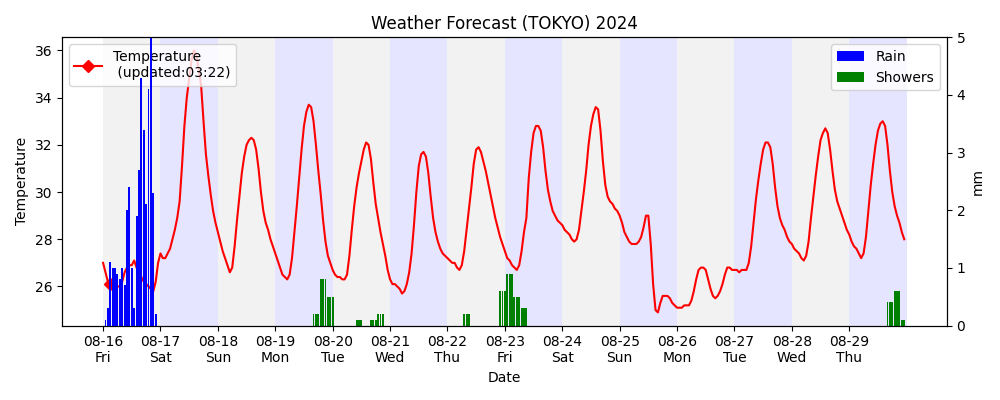 Weather Forecast (TOKYO) 2024
Temperature
(updated:03:22)
Rain
Showers
Temperature
36
34
32
30
28
26
5
4
3
2
1
0
mm
08-16 08-17 08-18 08-19 08-20 08-21 08-22 08-23 08-24 08-25 08-26 08-27 08-28 08-29
Fri Sat Sun Mon Tue Wed Thu Fri Sat Sun Mon Tue Wed Thu
Date